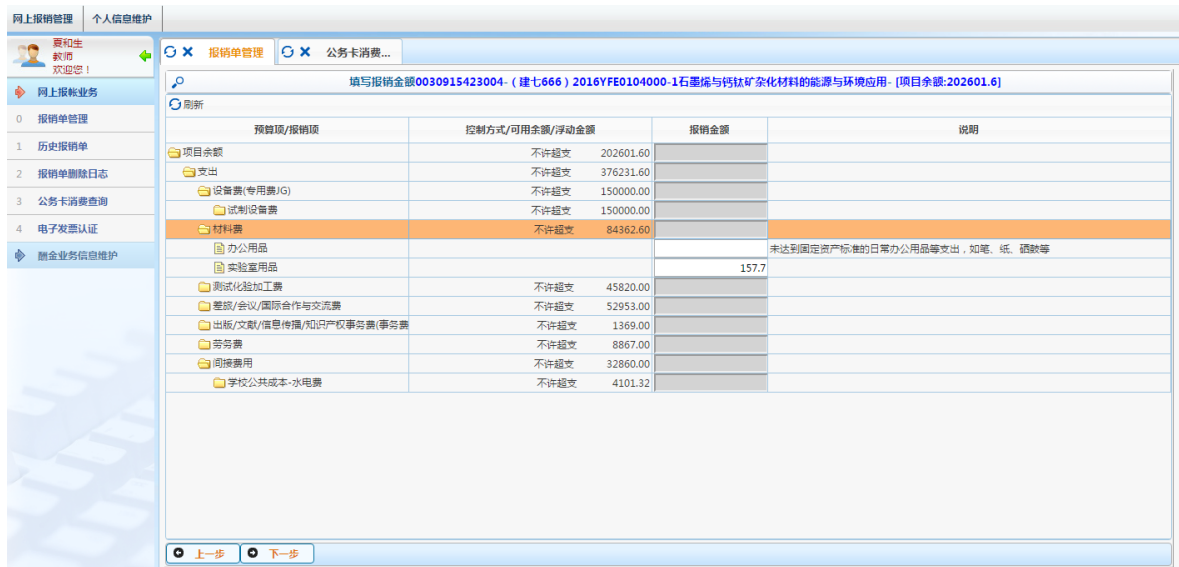 网上报销管理 个人信息维护
夏和生
教师
欢迎您！
报销单管理 公务卡消费...
填写报销金额0030915423004-（建七666）2016YFE0104000-1石墨烯与钙钛矿杂化材料的能源与环境应用- [项目余额:202601.6]
网上报帐业务
刷新
0 报销单管理
1 历史报销单
2 报销单删除日志
3 公务卡消费查询
4 电子发票认证
酬金业务信息维护
预算项/报销项 控制方式/可用余额/浮动金额 报销金额 说明
项目余额 不许超支 202601.60
支出 不许超支 376231.60
设备费(专用费JG) 不许超支 150000.00
试制设备费 不许超支 150000.00
材料费 不许超支 84362.60
办公用品 未达到固定资产标准的日常办公用品等支出，如笔、纸、硒鼓等
实验室用品 157.7
测试化验加工费 不许超支 45820.00
差旅/会议/国际合作与交流费 不许超支 52953.00
出版/文献/信息传播/知识产权事务费(事务费 不许超支 1369.00
劳务费 不许超支 8867.00
间接费用 不许超支 32860.00
学校公共成本-水电费 不许超支 4101.32
上一步 下一步